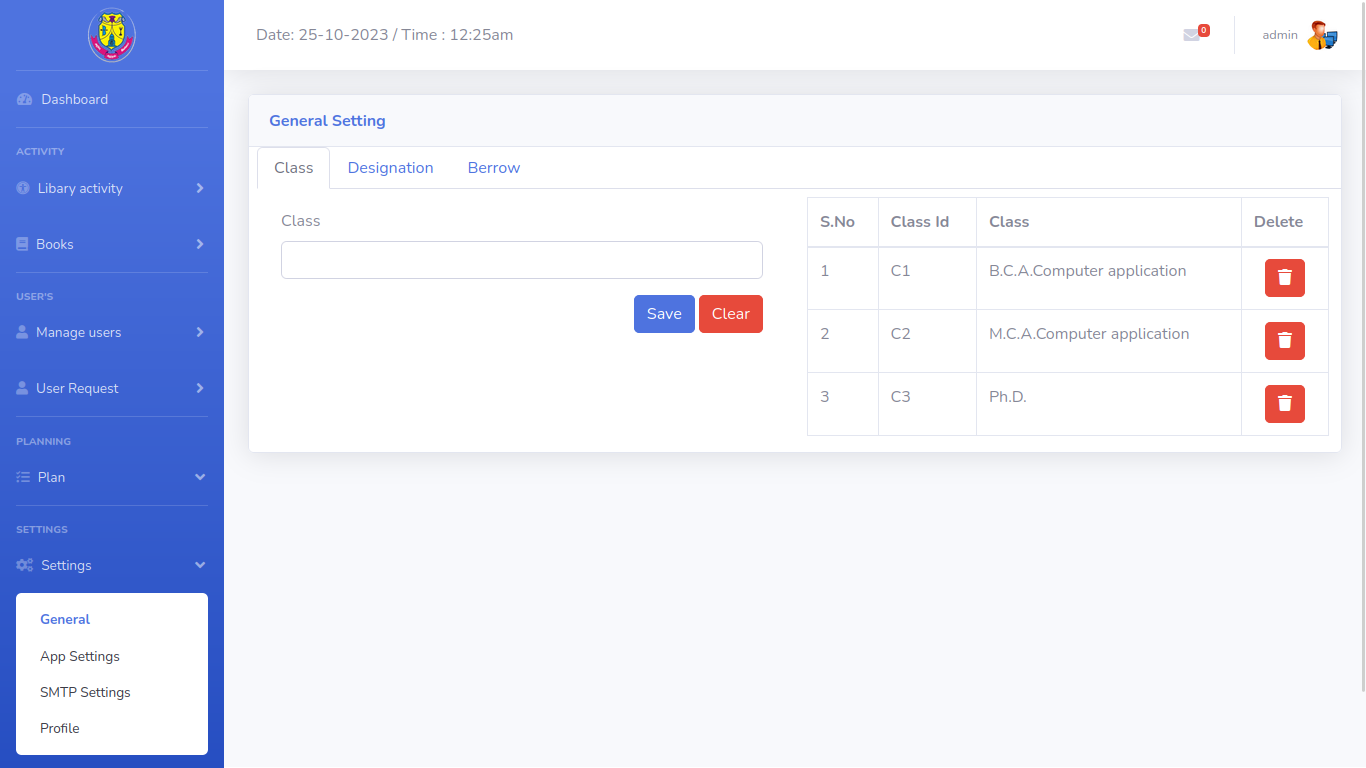 Date: 25-10-2023 / Time : 12:25am
0
admin
Dashboard
ACTIVITY
Libary activity
Books
USER'S
Manage users
User Request
PLANNING
Plan
SETTINGS
Settings
General
App Settings
SMTP Settings
Profile
General Setting
Class Designation Berrow
Class
Save Clear
S.No Class Id Class Delete
1 C1 B.C.A.Computer application
2 C2 M.C.A.Computer application
3 C3 Ph.D.